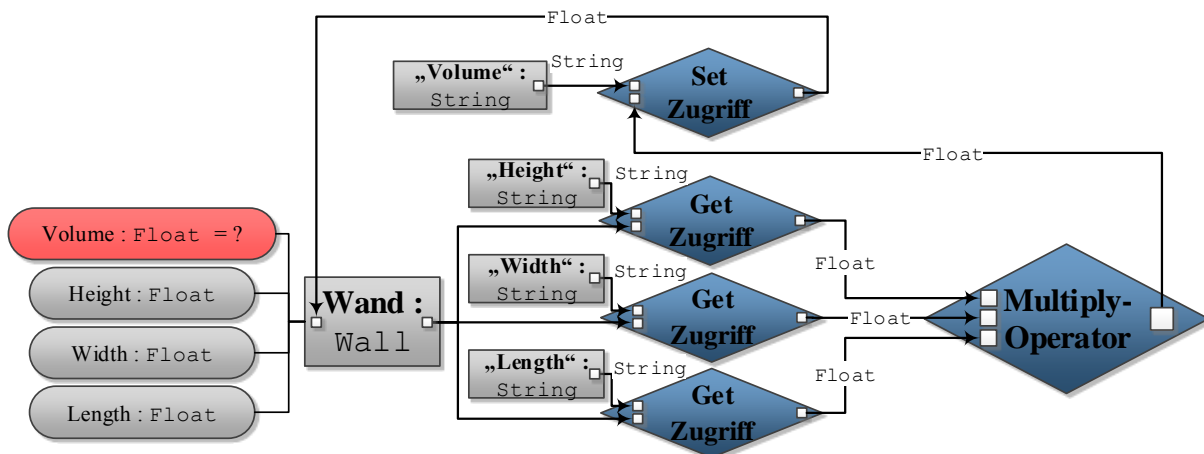 Float
„Volume“ :
String
String
Set
Zugriff
Float
„Height“ :
String
String
Get
Zugriff
Float
Volume : Float = ?
Height : Float
Width : Float
Length : Float
Wand :
Wall
„Width“ :
String
String
Get
Zugriff
Float
Multiply-
Operator
„Length“ :
String
String
Get
Zugriff
Float